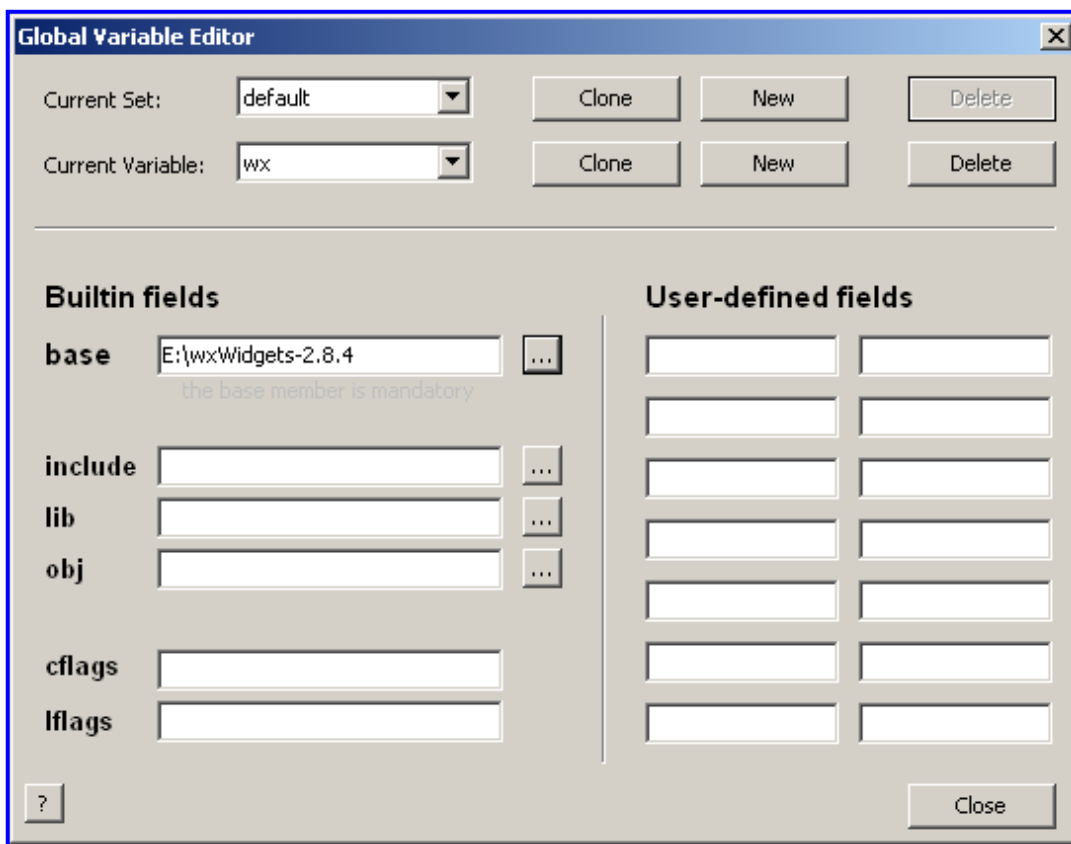 Global Variable Editor
Current Set: default Clone New Delete
Current Variable: wx Clone New Delete
Builtin fields User-defined fields
base E:\wxWidgets-2.8.4 ...
the base member is mandatory
include ...
lib ...
obj ...
cflags
lflags
? Close